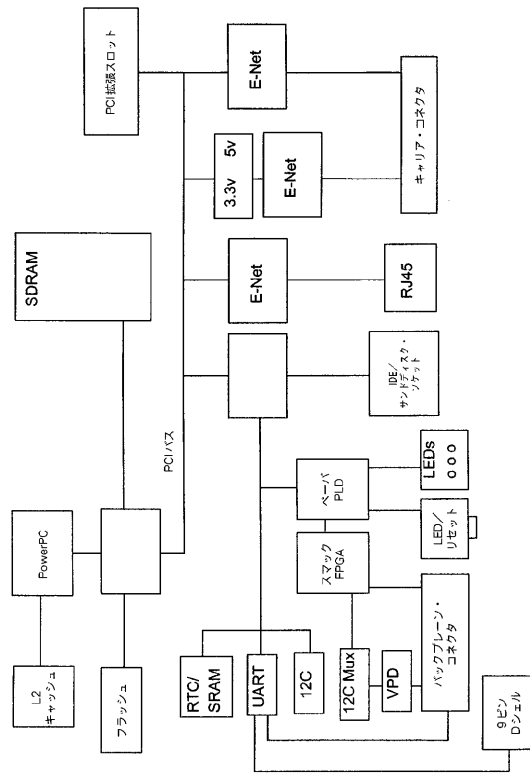 L2
キャッシュ
PowerPC
フラッシュ
SDRAM
PCIバス
PCI拡張スロット
RTC/
SRAM
UART
12C
12C Mux
VPD
スマック
FPGA
ベーパ
PLD
E-Net
3.3v 5v
E-Net
E-Net
バックプレーン・
コネクタ
LED/
リセット
LEDs
O O O
IDE/
サンドディスク・
ソケット
RJ45
キャリア・コネクタ
9ピン
Dシェル